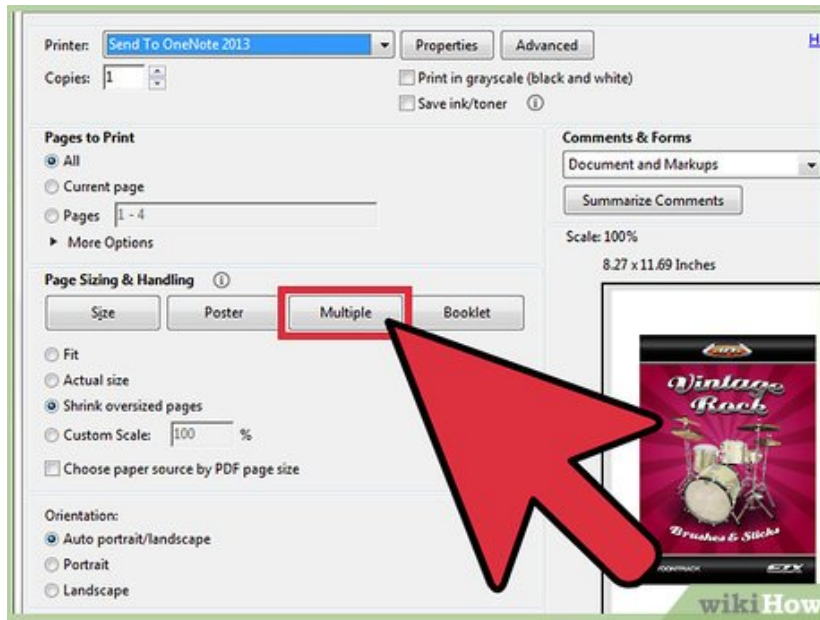 Printer: Send To OneNote 2013 Properties Advanced H
Copies: 1 Print in grayscale (black and white)
Save ink/toner
Pages to Print
All
Current page
Pages 1 - 4
More Options
Comments & Forms
Document and Markups
Summarize Comments
Scale: 100%
8.27 x 11.69 Inches
Page Sizing & Handling
Size Poster Multiple Booklet
Fit
Actual size
Shrink oversized pages
Custom Scale: 100 %
Choose paper source by PDF page size
Orientation:
Auto portrait/landscape
Portrait
Landscape
Vintage
Rock
Brushes & Sticks
EZX
wikiHow